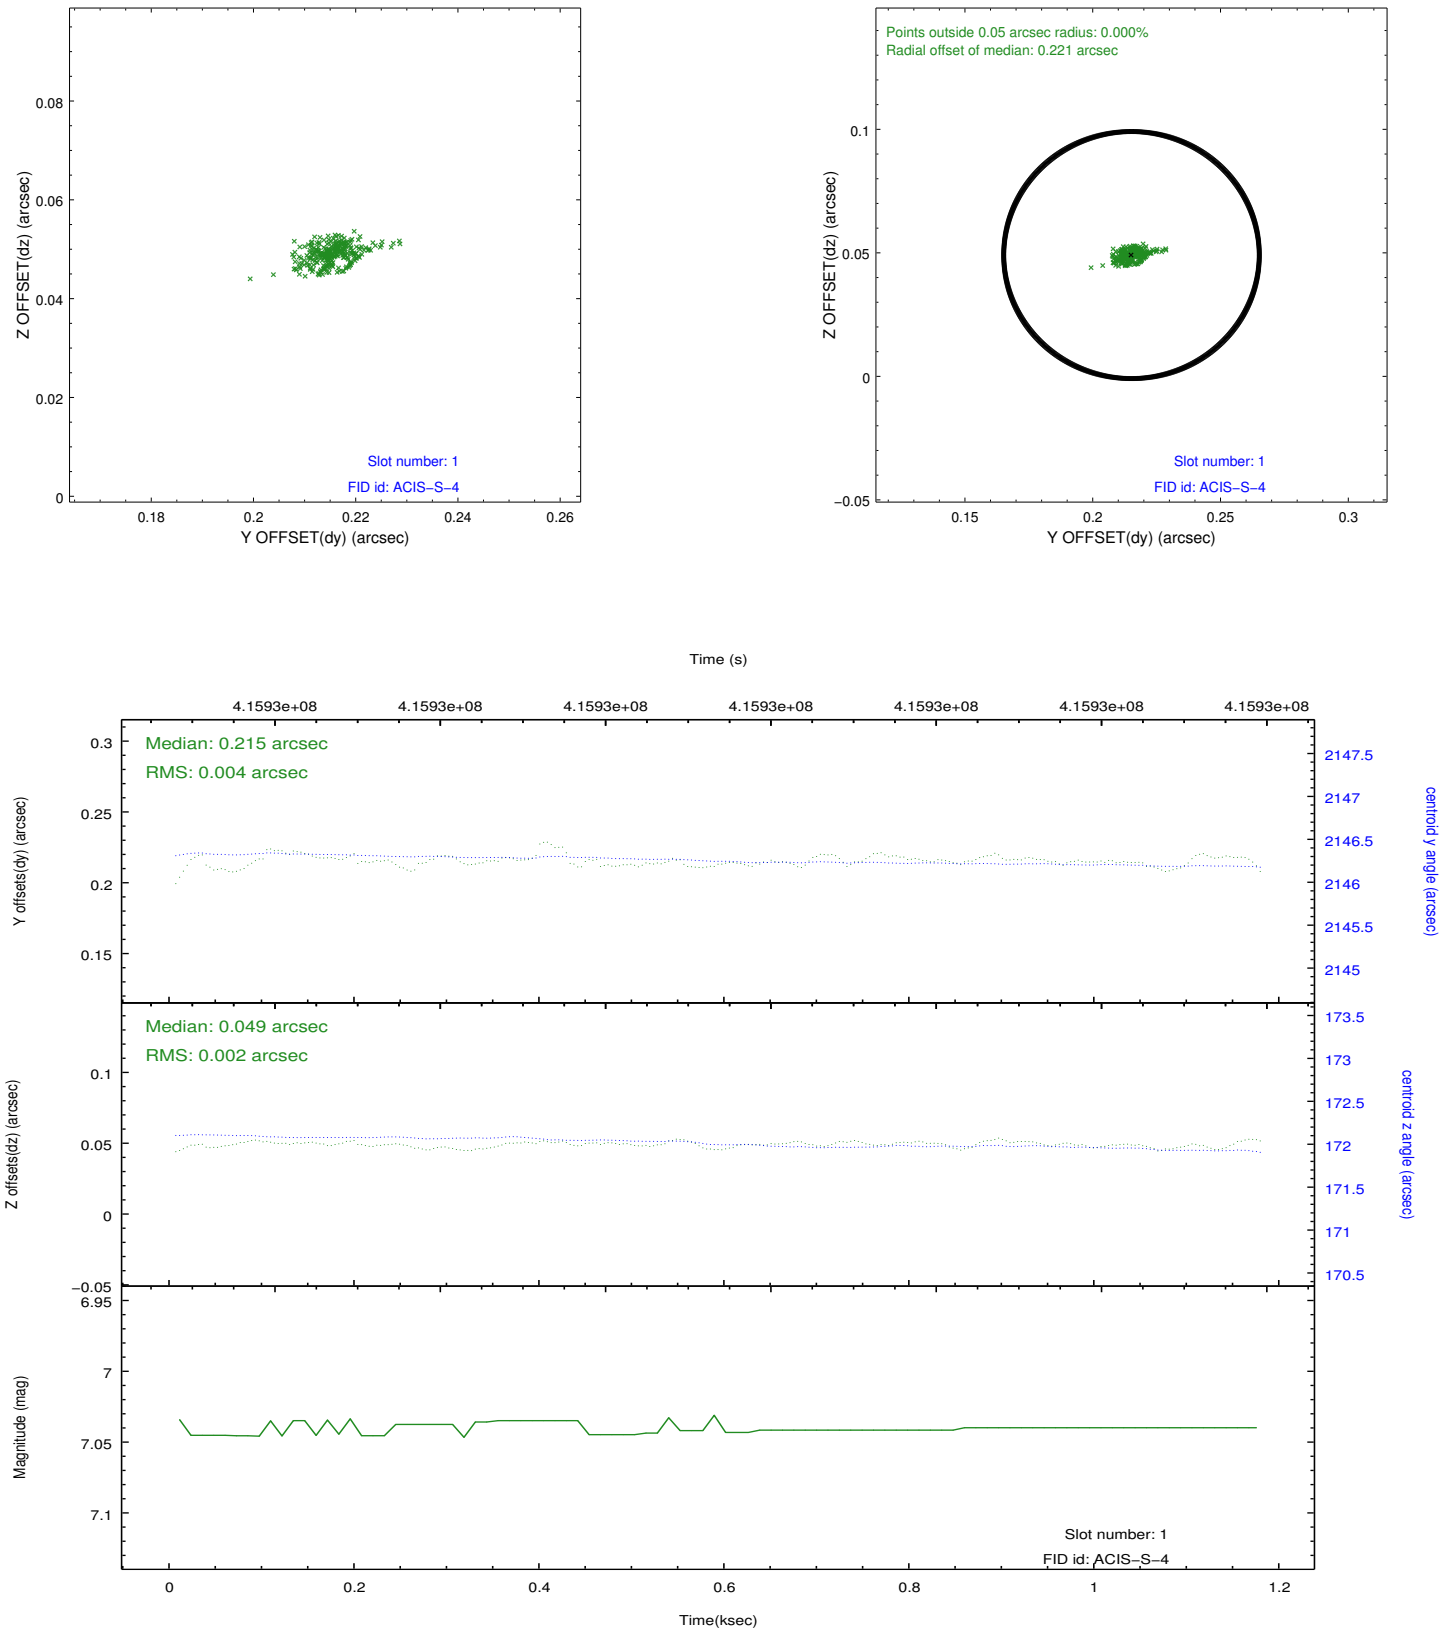 0.08
0.06
0.04
0.02
0
Z OFFSET(dz) (arcsec)
Slot number: 1
FID id: ACIS−S−4
0.18 0.2 0.22 0.24 0.26
Y OFFSET(dy) (arcsec)
Points outside 0.05 arcsec radius: 0.000%
Radial offset of median: 0.221 arcsec
0.1
0.05
0
−0.05
Z OFFSET(dz) (arcsec)
Slot number: 1
FID id: ACIS−S−4
0.15 0.2 0.25 0.3
Y OFFSET(dy) (arcsec)
Time (s)
4.1593e+08 4.1593e+08 4.1593e+08 4.1593e+08 4.1593e+08 4.1593e+08 4.1593e+08
Median: 0.215 arcsec
RMS: 0.004 arcsec
0.3
0.25
0.2
0.15
Y offsets(dy) (arcsec)
2147.5
2147
2146.5
2146
2145.5
2145
centroid y angle (arcsec)
Median: 0.049 arcsec
RMS: 0.002 arcsec
0.1
0.05
0
−0.05
Z offsets(dz) (arcsec)
173.5
173
172.5
172
171.5
171
170.5
centroid z angle (arcsec)
6.95
7
7.05
7.1
Magnitude (mag)
Slot number: 1
FID id: ACIS−S−4
0 0.2 0.4 0.6 0.8 1 1.2
Time(ksec)